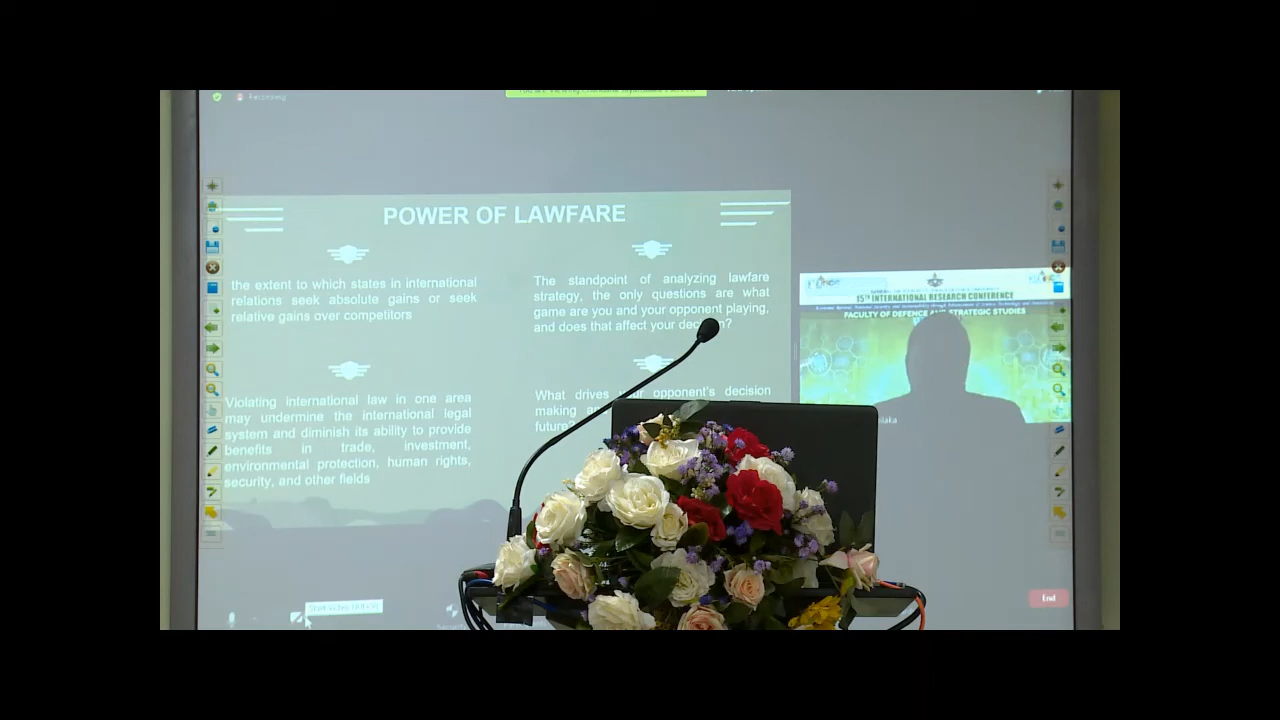 Recording
POWER OF LAWFARE
the extent to which states in international
relations seek absolute gains or seek
relative gains over competitors
The standpoint of analyzing lawfare
strategy, the only questions are what
game are you and your opponent playing,
and does that affect your
Violating international law in one area
may undermine the international legal
system and diminish its ability to provide
benefits in trade, investment,
environmental protection, human rights,
security, and other fields
What drives your opponent's decision
making
future?
15TH INTERNATIONAL RESEARCH CONFERENCE
FACULTY OF DEFENCE AND STRATEGIC STUDIES
End